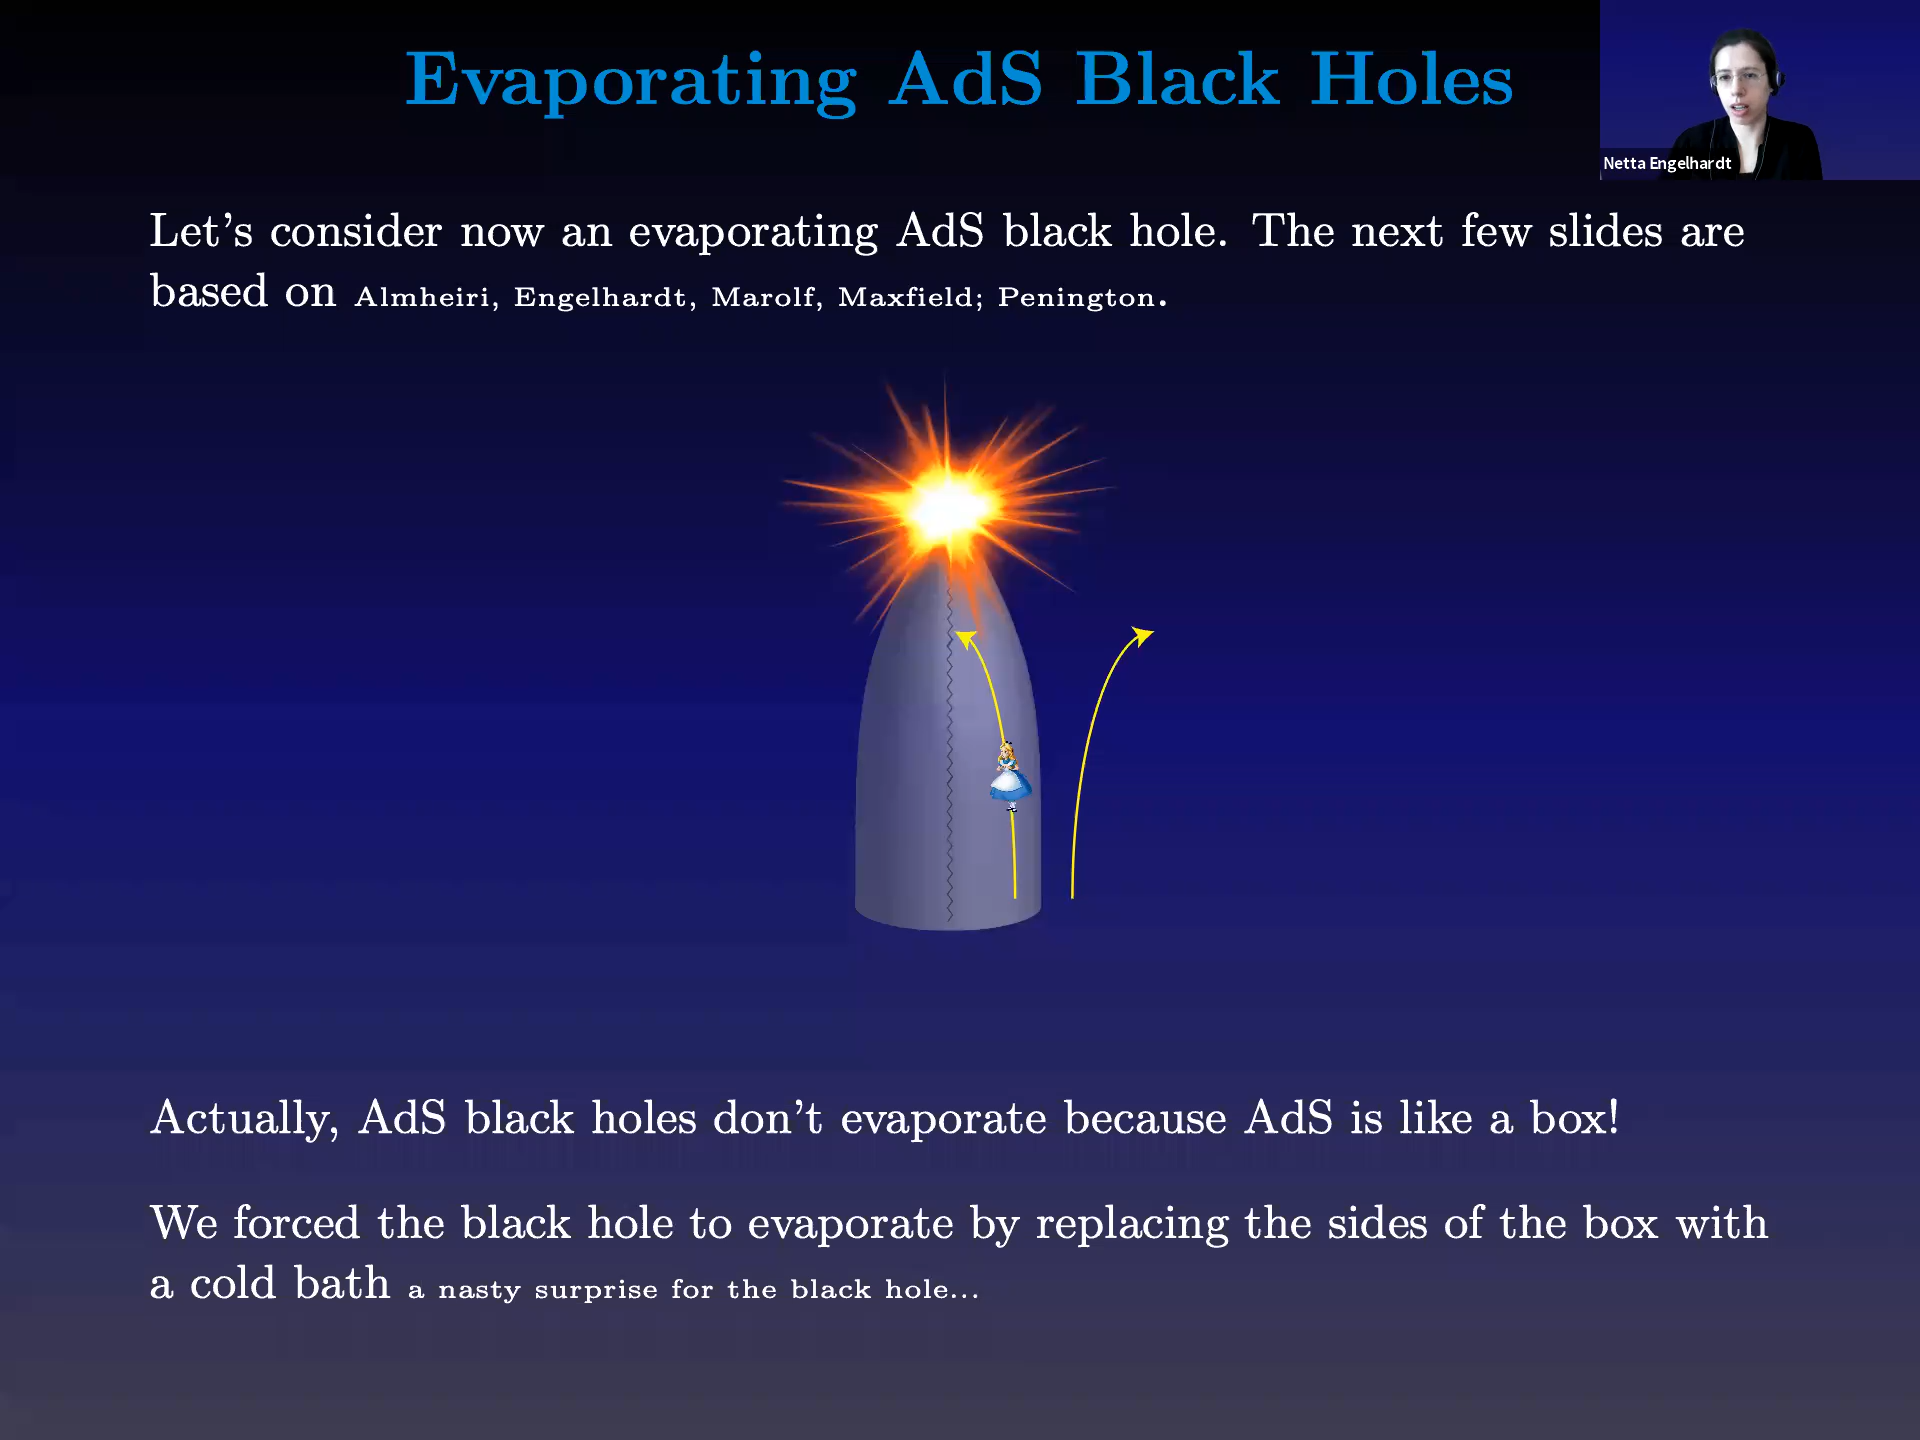 Evaporating AdS Black Holes
Netta Engelhardt
Let's consider now an evaporating AdS black hole. The next few slides are
based on Almheiri, Engelhardt, Marolf, Maxfield; Penington.
Actually, AdS black holes don't evaporate because AdS is like a box!
We forced the black hole to evaporate by replacing the sides of the box with
a cold bath a nasty surprise for the black hole...